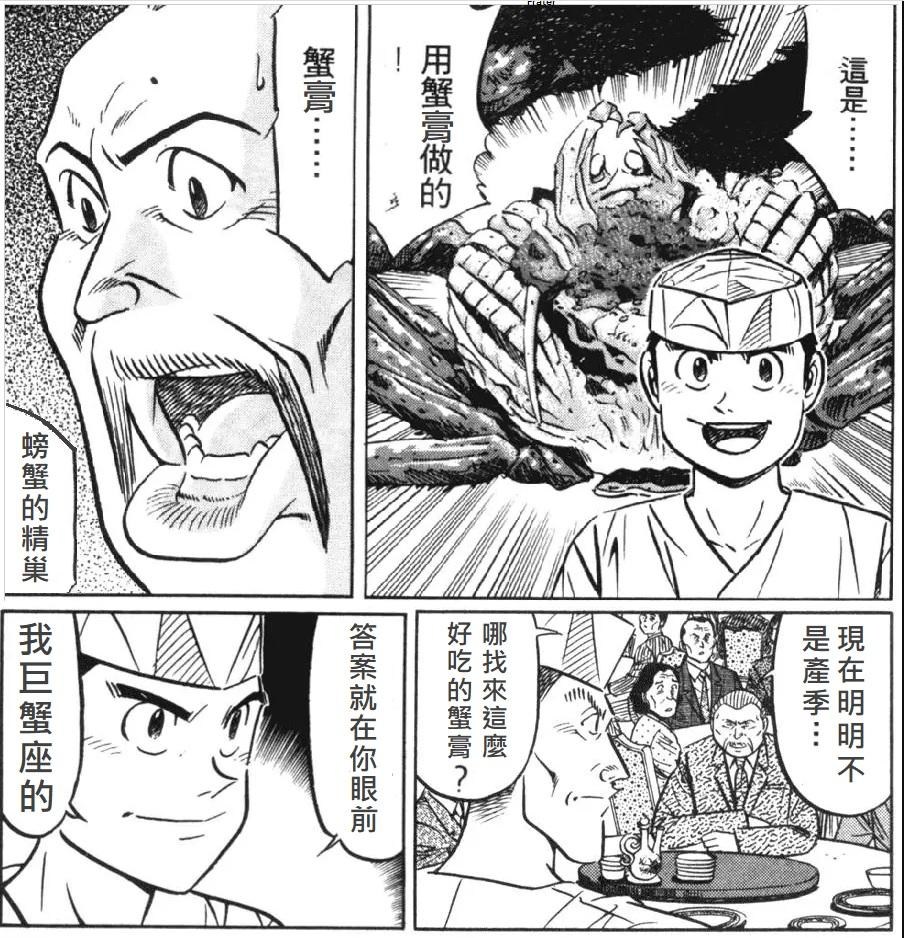 這是……
用蟹膏做的
！
蟹膏……
螃蟹的精巢
現在明明不
是產季…
哪找來這麼
好吃的蟹膏？
答案就在你眼前
我巨蟹座的